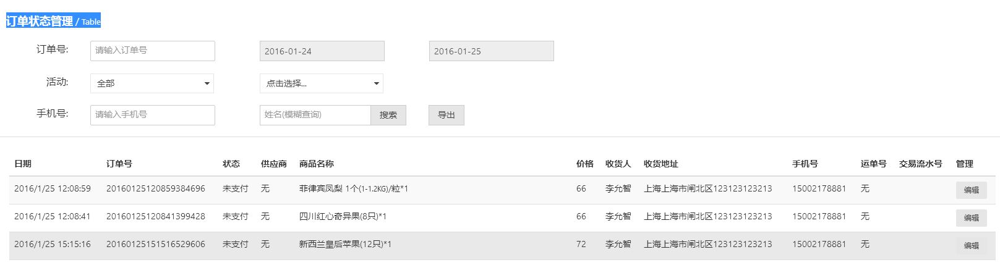 订单状态管理 / Table
订单号: 请输入订单号 2016-01-24 2016-01-25
活动: 全部 点击选择...
手机号: 请输入手机号 姓名(模糊查询) 搜索 导出
日期 订单号 状态 供应商 商品名称 价格 收货人 收货地址 手机号 运单号 交易流水号 管理
2016/1/25 12:08:59 20160125120859384696 未支付 无 菲律宾凤梨 1个(1-1.2KG)/粒*1 66 李允智 上海上海市闸北区123123123213 15002178881 无 编辑
2016/1/25 12:08:41 20160125120841399428 未支付 无 四川红心奇异果(8只)*1 66 李允智 上海上海市闸北区123123123213 15002178881 无 编辑
2016/1/25 15:15:16 20160125151516529606 未支付 无 新西兰皇后苹果(12只)*1 72 李允智 上海上海市闸北区123123123213 15002178881 无 编辑